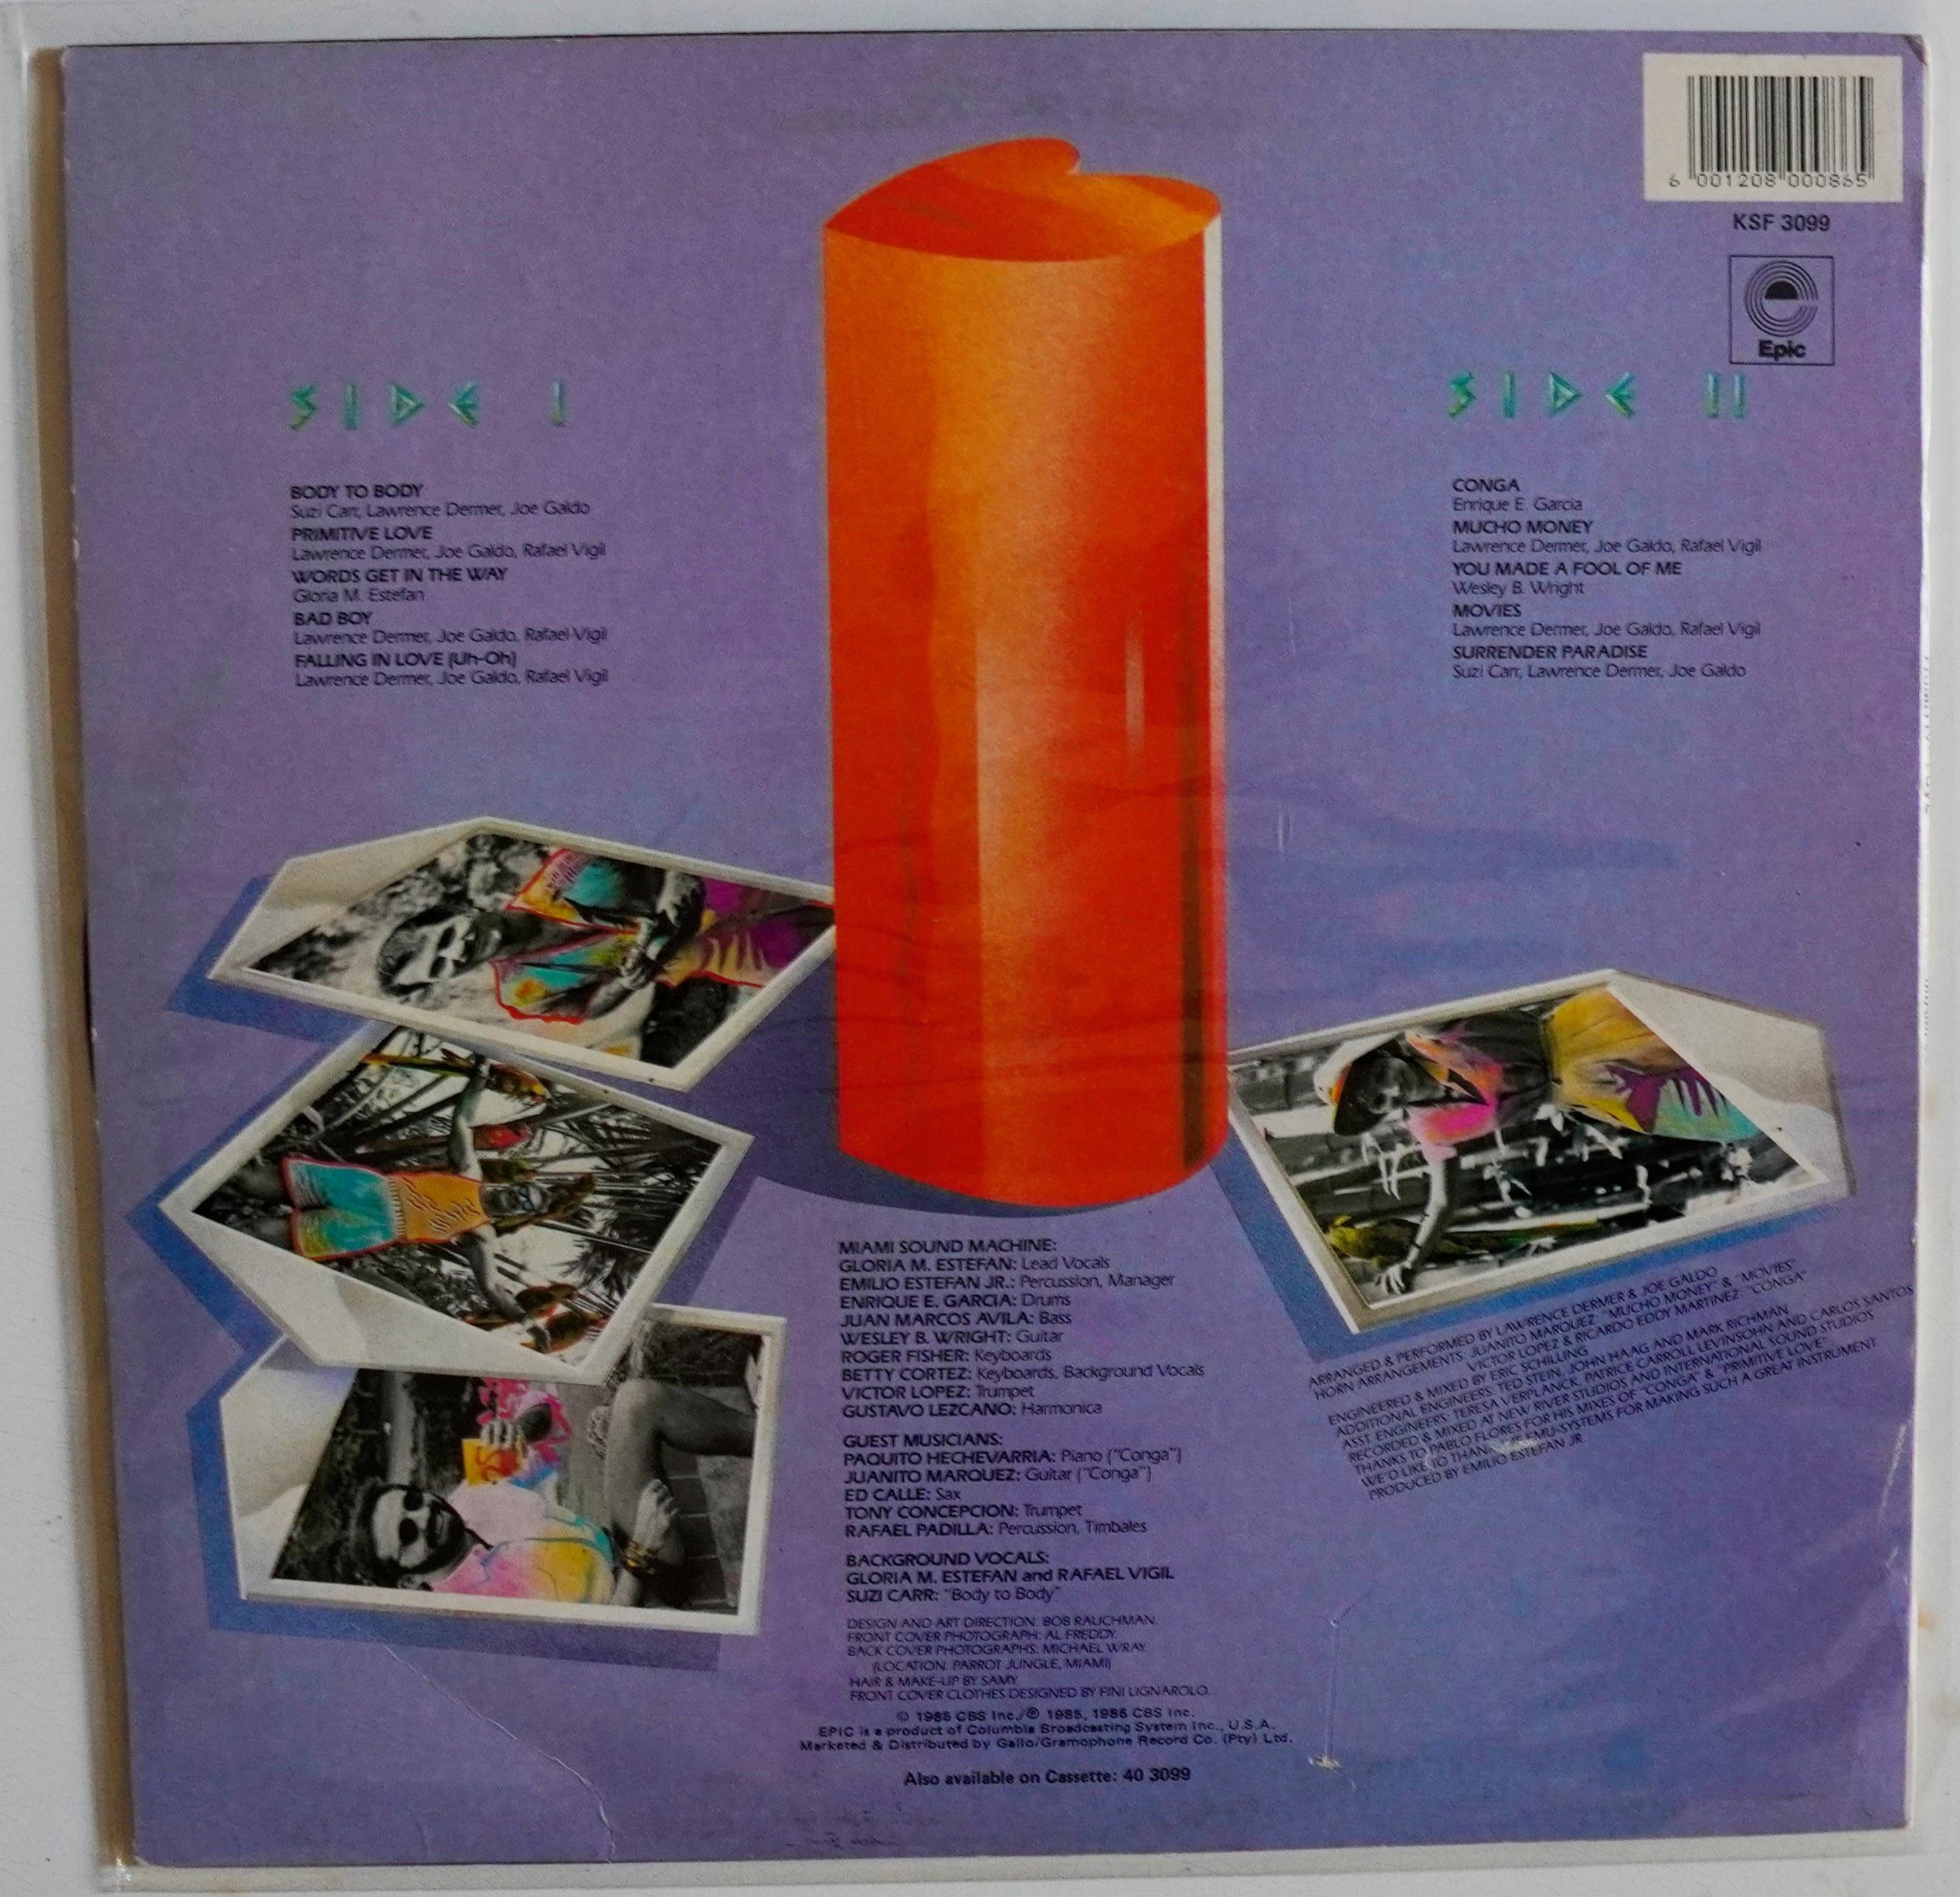 6 001208 000865
KSF 3099
Epic
SIDE I
BODY TO BODY
Suzi Carr, Lawrence Dermer, Joe Galdo
PRIMITIVE LOVE
Lawrence Dermer, Joe Galdo, Rafael Vigil
WORDS GET IN THE WAY
Gloria M. Estefan
BAD BOY
Lawrence Dermer, Joe Galdo, Rafael Vigil
FALLING IN LOVE (Uh-Oh)
Lawrence Dermer, Joe Galdo, Rafael Vigil
SIDE II
CONGA
Enrique E. Garcia
MUCHO MONEY
Lawrence Dermer, Joe Galdo, Rafael Vigil
YOU MADE A FOOL OF ME
Wesley B. Wright
MOVIES
Lawrence Dermer, Joe Galdo, Rafael Vigil
SURRENDER PARADISE
Suzi Carr, Lawrence Dermer, Joe Galdo
MIAMI SOUND MACHINE:
GLORIA M. ESTEFAN: Lead Vocals
EMILIO ESTEFAN JR.: Percussion, Manager
ENRIQUE E. GARCIA: Drums
JUAN MARCOS AVILA: Bass
WESLEY B. WRIGHT: Guitar
ROGER FISHER: Keyboards
BETTY CORTEZ: Keyboards, Background Vocals
VICTOR LOPEZ: Trumpet
GUSTAVO LEZCANO: Harmonica
GUEST MUSICIANS:
PAQUITO HECHEVARRIA: Piano ("Conga")
JUANITO MARQUEZ: Guitar ("Conga")
ED CALLE: Sax
TONY CONCEPCION: Trumpet
RAFAEL PADILLA: Percussion, Timbales
BACKGROUND VOCALS:
GLORIA M. ESTEFAN and RAFAEL VIGIL
SUZI CARR: "Body to Body"
DESIGN AND ART DIRECTION: BOB RAUCHMAN.
FRONT COVER PHOTOGRAPH: AL FREDDY.
BACK COVER PHOTOGRAPHS: MICHAEL WRAY.
(LOCATION: PARROT JUNGLE, MIAMI)
HAIR & MAKE-UP BY SAMY.
FRONT COVER CLOTHES DESIGNED BY FINI LIGNAROLO.
© 1985 CBS Inc./℗ 1985, 1986 CBS Inc.
EPIC is a product of Columbia Broadcasting System Inc., U.S.A.
Marketed & Distributed by Gallo/Gramophone Record Co. (Pty) Ltd.
Also available on Cassette: 40 3099
ARRANGED & PERFORMED BY LAWRENCE DERMER & JOE GALDO
HORN ARRANGEMENTS: JUANITO MARQUEZ: "MUCHO MONEY" & "MOVIES"
VICTOR LOPEZ & RICARDO EDDY MARTINEZ: "CONGA"
ENGINEERED & MIXED BY ERIC SCHILLING
ADDITIONAL ENGINEERS: TED STEIN, JOHN HAAG AND MARK RICHMAN
ASST. ENGINEERS: TERESA VERPLANCK, PATRICE CARROLL LEVINSOHN AND CARLOS SANTOS
RECORDED & MIXED AT NEW RIVER STUDIOS AND INTERNATIONAL SOUND STUDIOS
THANKS TO PABLO FLORES FOR HIS MIXES OF "CONGA" & "PRIMITIVE LOVE"
WE'D LIKE TO THANK EMU-SYSTEMS FOR MAKING SUCH A GREAT INSTRUMENT
PRODUCED BY EMILIO ESTEFAN JR.